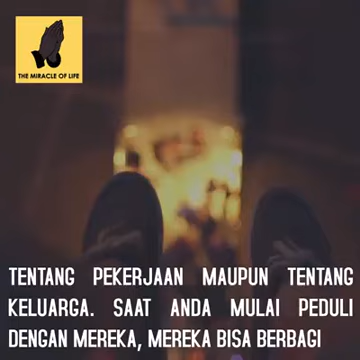 THE MIRACLE OF LIFE
TENTANG PEKERJAAN MAUPUN TENTANG
KELUARGA. SAAT ANDA MULAI PEDULI
DENGAN MEREKA, MEREKA BISA BERBAGI